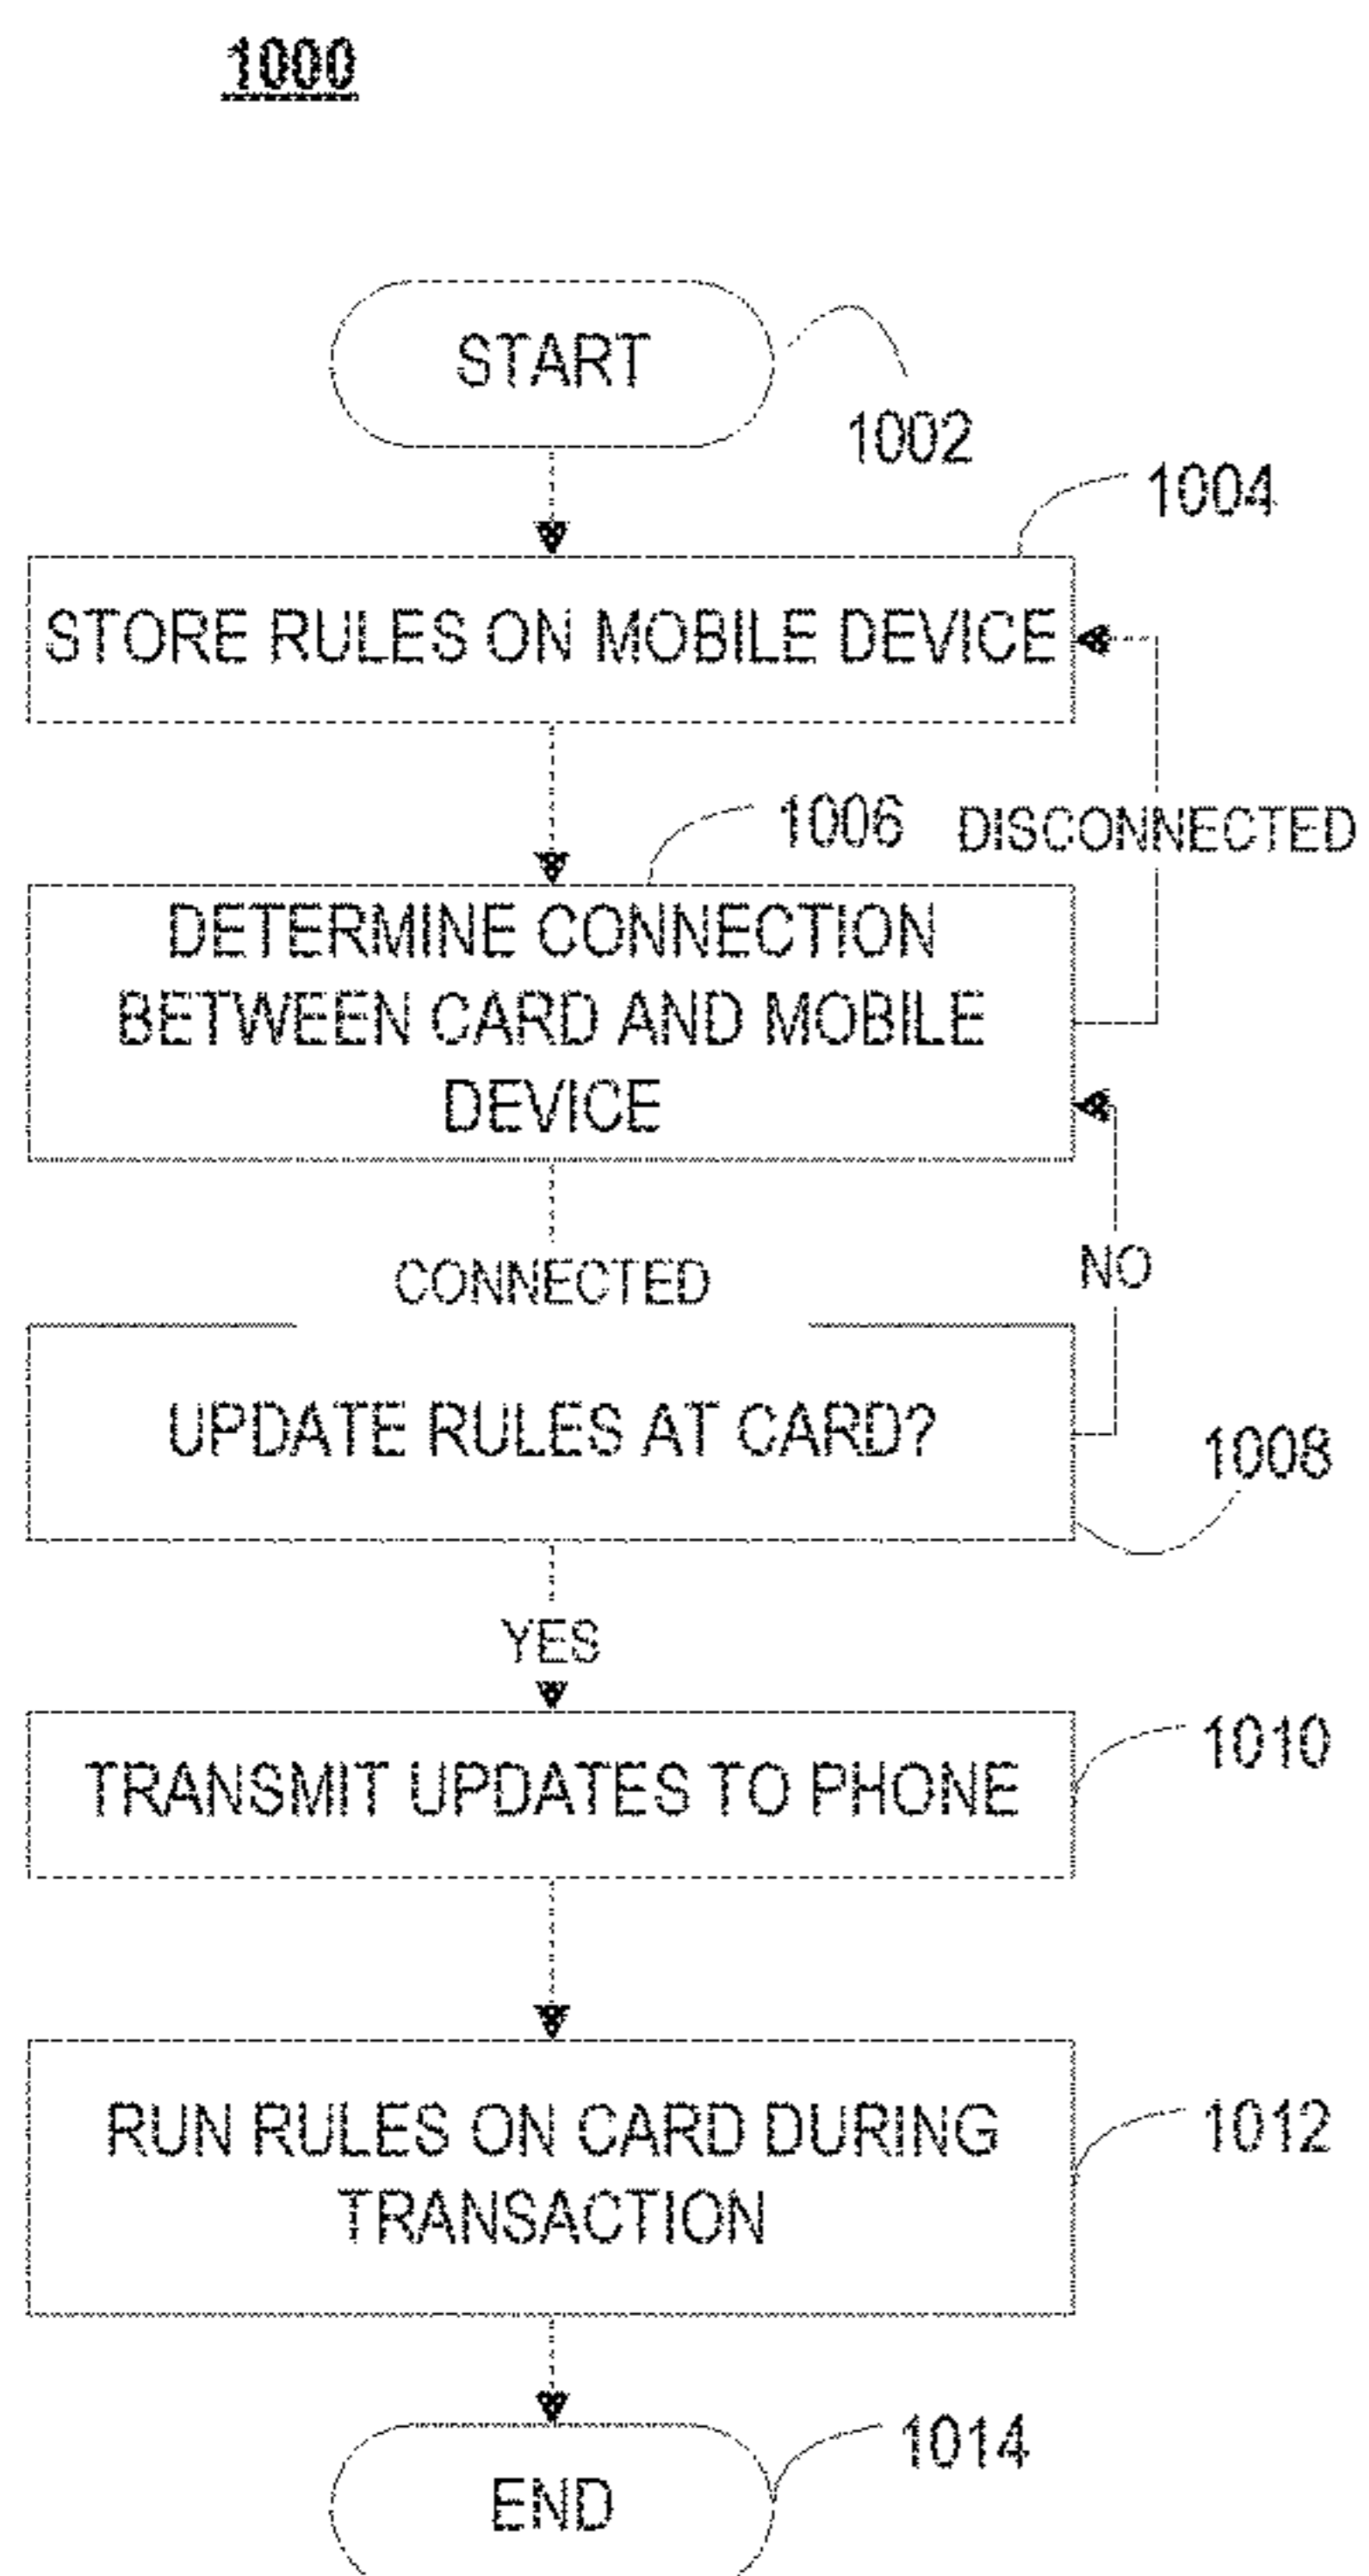 1000
START
1002
1004
STORE RULES ON MOBILE DEVICE
1006
DISCONNECTED
DETERMINE CONNECTION
BETWEEN CARD AND MOBILE
DEVICE
CONNECTED
NO
UPDATE RULES AT CARD?
1008
YES
TRANSMIT UPDATES TO PHONE
1010
RUN RULES ON CARD DURING
TRANSACTION
1012
1014
END